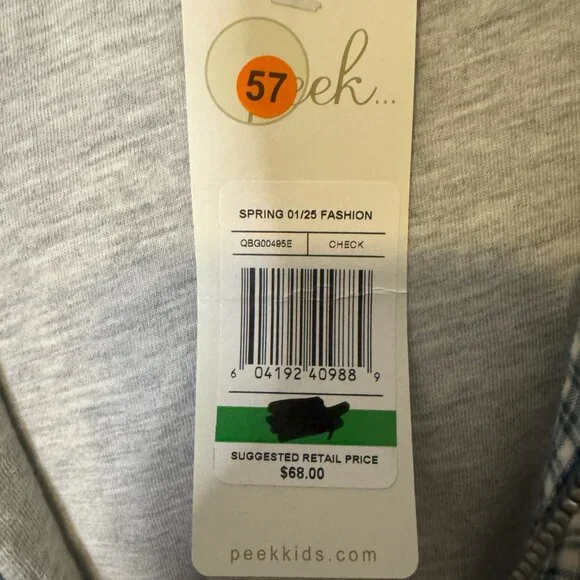 57
eek...
SPRING 01/25 FASHION
QBG00495E CHECK
6 04192 40988 9
SUGGESTED RETAIL PRICE
$68.00
peekkids.com